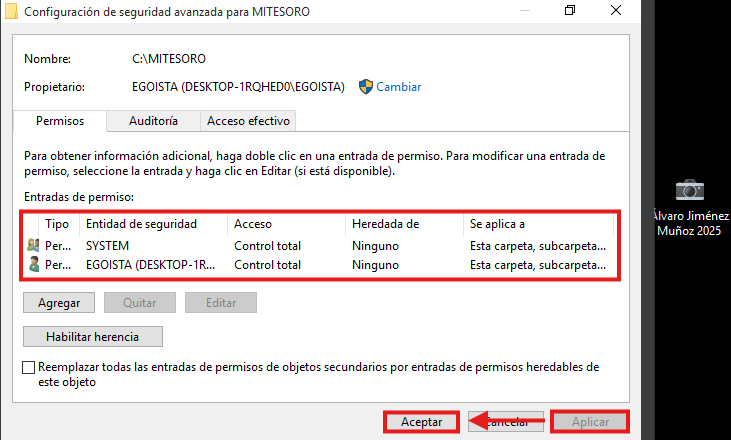 Configuración de seguridad avanzada para MITESORO
Nombre: C:\MITESORO
Propietario: EGOISTA (DESKTOP-1RQHED0\EGOISTA) Cambiar
Permisos Auditoría Acceso efectivo
Para obtener información adicional, haga doble clic en una entrada de permiso. Para modificar una entrada de
permiso, seleccione la entrada y haga clic en Editar (si está disponible).
Entradas de permiso:
Tipo Entidad de seguridad Acceso Heredada de Se aplica a
Per... SYSTEM Control total Ninguno Esta carpeta, subcarpeta...
Per... EGOISTA (DESKTOP-1R... Control total Ninguno Esta carpeta, subcarpeta...
Agregar Quitar Editar
Habilitar herencia
Reemplazar todas las entradas de permisos de objetos secundarios por entradas de permisos heredables de
este objeto
Aceptar Cancelar Aplicar
Álvaro Jiménez
Muñoz 2025